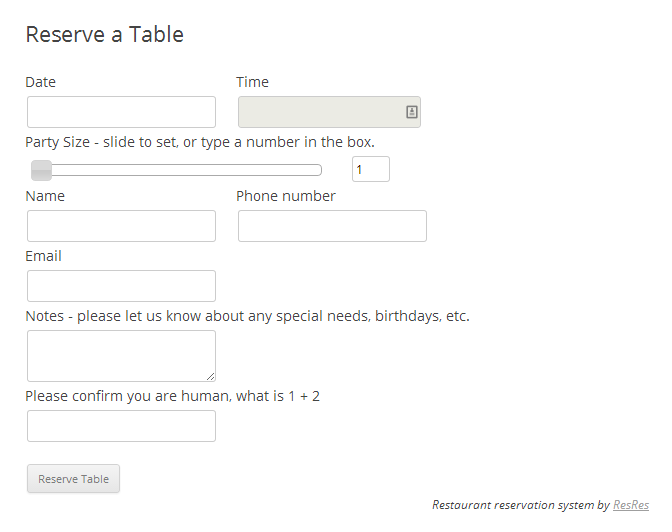 Reserve a Table
Date Time
Party Size - slide to set, or type a number in the box.
1
Name Phone number
Email
Notes - please let us know about any special needs, birthdays, etc.
Please confirm you are human, what is 1 + 2
Reserve Table
Restaurant reservation system by ResRes